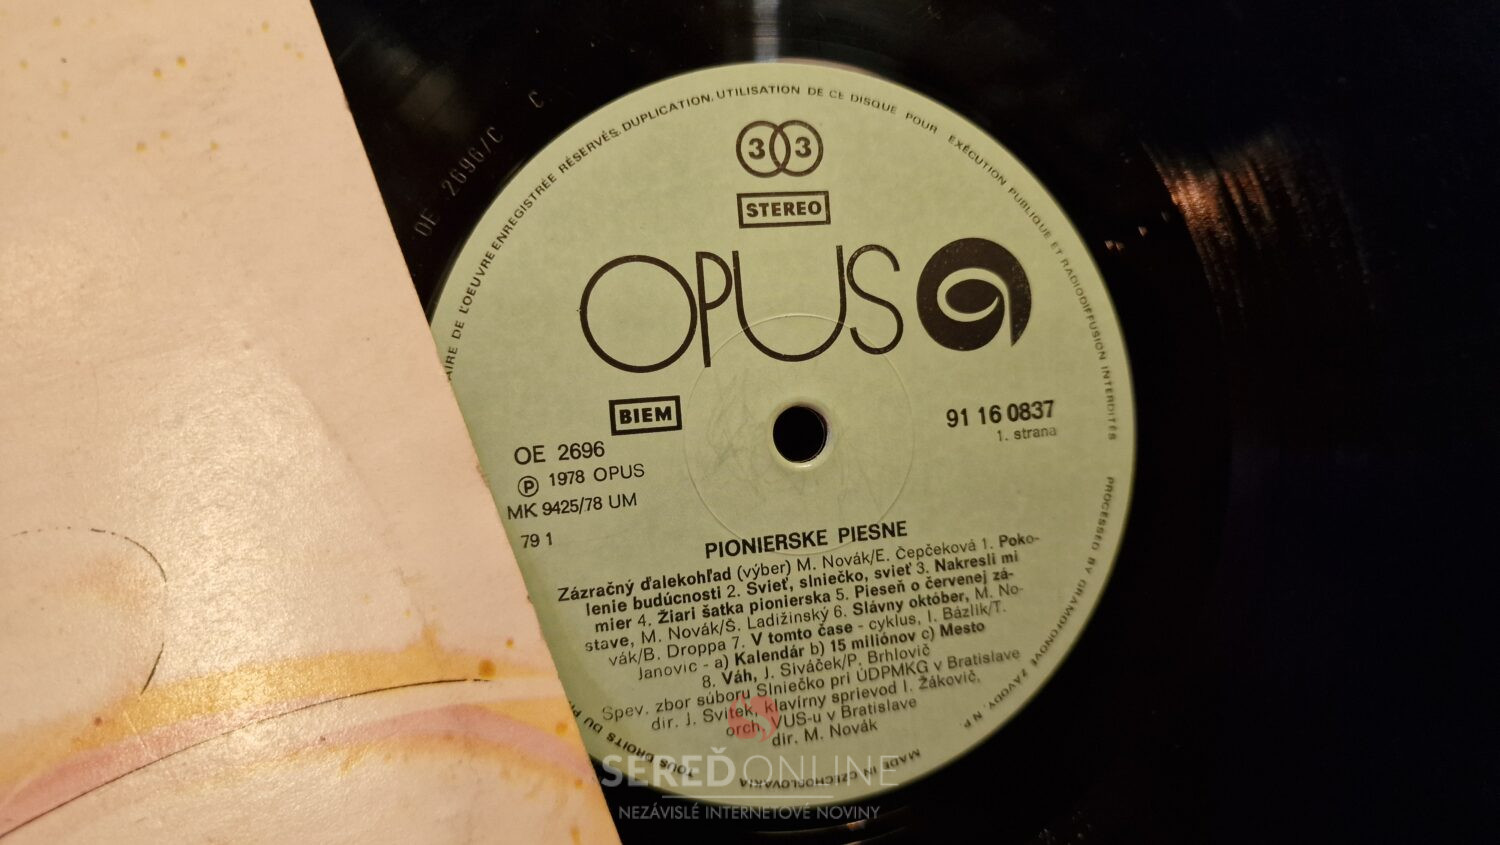 OE 2696/C C
AIRE DE L'OEUVRE ENREGISTRÉE RÉSERVÉS. DUPLICATION, UTILISATION DE CE DISQUE POUR EXÉCUTION PUBLIQUE ET RADIODIFFUSION INTERDITÉS
PROCESSED BY GRAMOFONOVÉ ZÁVODY, N.P.
MADE IN CZECHOSLOVAKIA
TOUS DROITS DU P
33
STEREO
OPUS
BIEM
OE 2696
Ⓟ 1978 OPUS
MK 9425/78 UM
79 1
91 16 0837
1. strana
PIONIERSKE PIESNE
Zázračný ďalekohľad (výber) M. Novák/E. Čepčeková 1. Poko-
lenie budúcnosti 2. Svieť, slniečko, svieť 3. Nakresli mi
mier 4. Žiari šatka pionierska 5. Pieseň o červenej zá-
stave, M. Novák/Š. Ladižinský 6. Slávny október, M. No-
vák/B. Droppa 7. V tomto čase - cyklus, I. Bázlik/T.
Janovic - a) Kalendár b) 15 miliónov c) Mesto
8. Váh, J. Siváček/P. Brhlovič
Spev. zbor súboru Slniečko pri ÚDPMKG v Bratislave
dir. J. Svitek, klavírny sprievod I. Žákovič,
orch. VUS-u v Bratislave
dir. M. Novák
SEREĎONLINE
NEZÁVISLÉ INTERNETOVÉ NOVINY